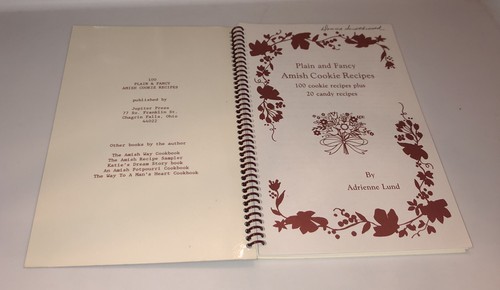 100
PLAIN & FANCY
AMISH COOKIE RECIPES
published by
Jupiter Press
77 So. Franklin St.
Chagrin Falls, Ohio
44022
Other books by the author
The Amish Way Cookbook
The Amish Recipe Sampler
Katie's Dream Story book
An Amish Potpourri Cookbook
The Way To A Man's Heart Cookbook
Plain and Fancy
Amish Cookie Recipes
100 cookie recipes plus
20 candy recipes
By
Adrienne Lund